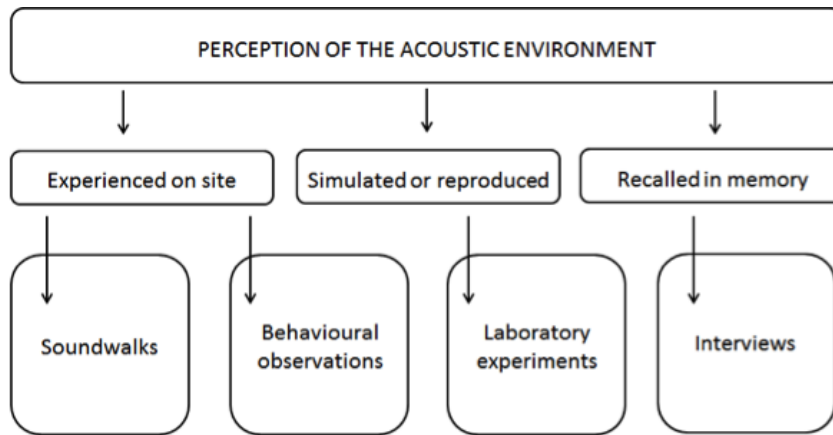 PERCEPTION OF THE ACOUSTIC ENVIRONMENT
Experienced on site
Simulated or reproduced
Recalled in memory
Soundwalks
Behavioural
observations
Laboratory
experiments
Interviews